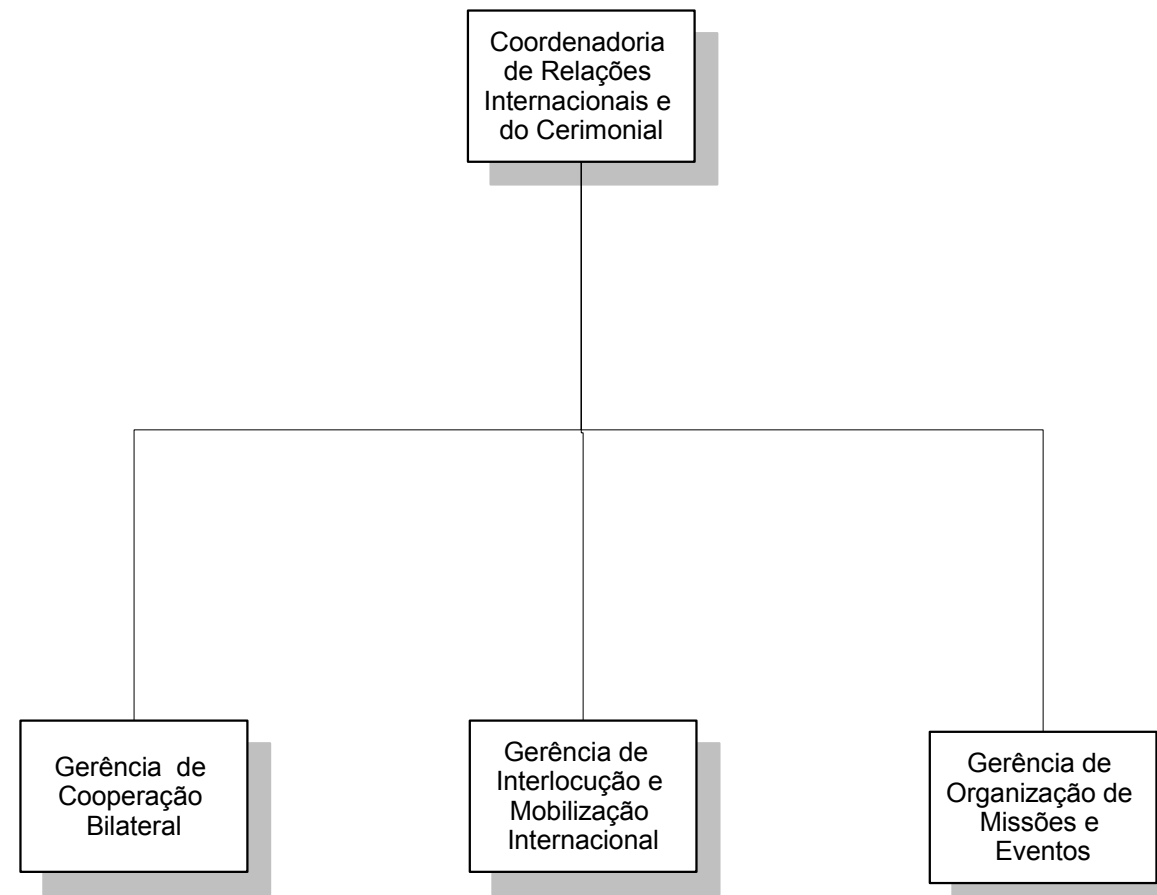 Coordenadoria
de Relações
Internacionais e
do Cerimonial
Gerência de
Cooperação
Bilateral
Gerência de
Interlocução e
Mobilização
Internacional
Gerência de
Organização de
Missões e
Eventos